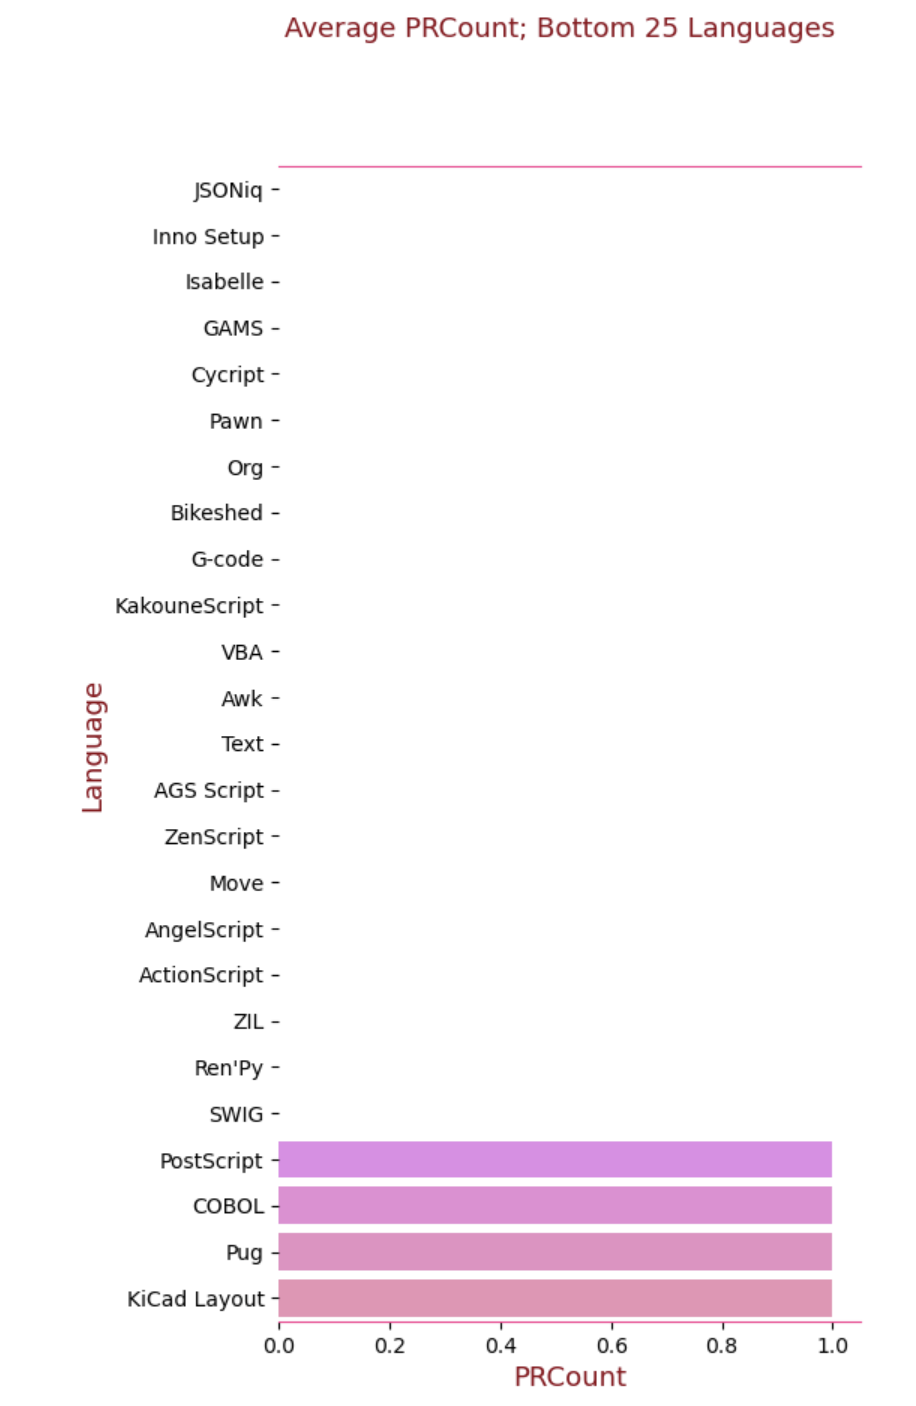 Average PRCount; Bottom 25 Languages
JSONiq
Inno Setup
Isabelle
GAMS
Cycript
Pawn
Org
Bikeshed
G-code
KakouneScript
VBA
Awk
Text
AGS Script
ZenScript
Move
AngelScript
ActionScript
ZIL
Ren'Py
SWIG
PostScript
COBOL
Pug
KiCad Layout
Language
0.0 0.2 0.4 0.6 0.8 1.0
PRCount